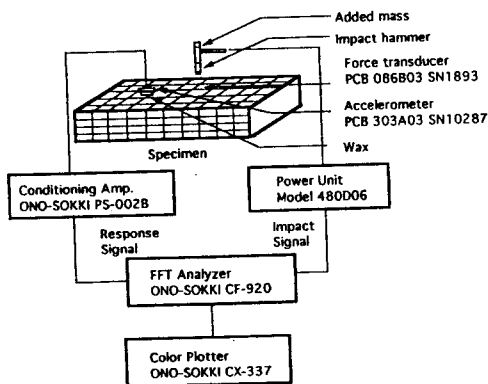 Added mass
Impact hammer
Force transducer
PCB 086B03 SN1893
Accelerometer
PCB 303A03 SN10287
Wax
Specimen
Conditioning Amp.
ONO-SOKKI PS-002B
Power Unit
Model 480D06
Response
Signal
Impact
Signal
FFT Analyzer
ONO-SOKKI CF-920
Color Plotter
ONO-SOKKI CX-337